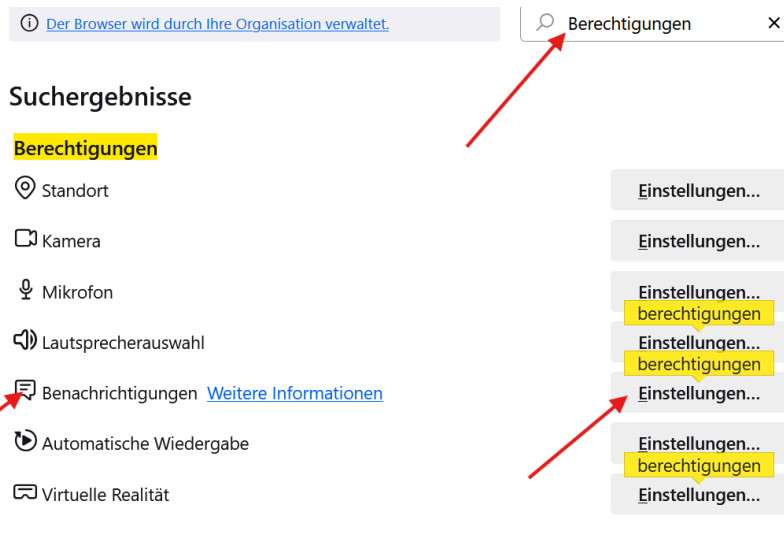 Der Browser wird durch Ihre Organisation verwaltet.
Berechtigungen
Suchergebnisse
Berechtigungen
Standort
Einstellungen...
Kamera
Einstellungen...
Mikrofon
Einstellungen...
berechtigungen
Lautsprecherauswahl
Einstellungen...
berechtigungen
Benachrichtigungen Weitere Informationen
Einstellungen...
Automatische Wiedergabe
Einstellungen...
berechtigungen
Virtuelle Realität
Einstellungen...